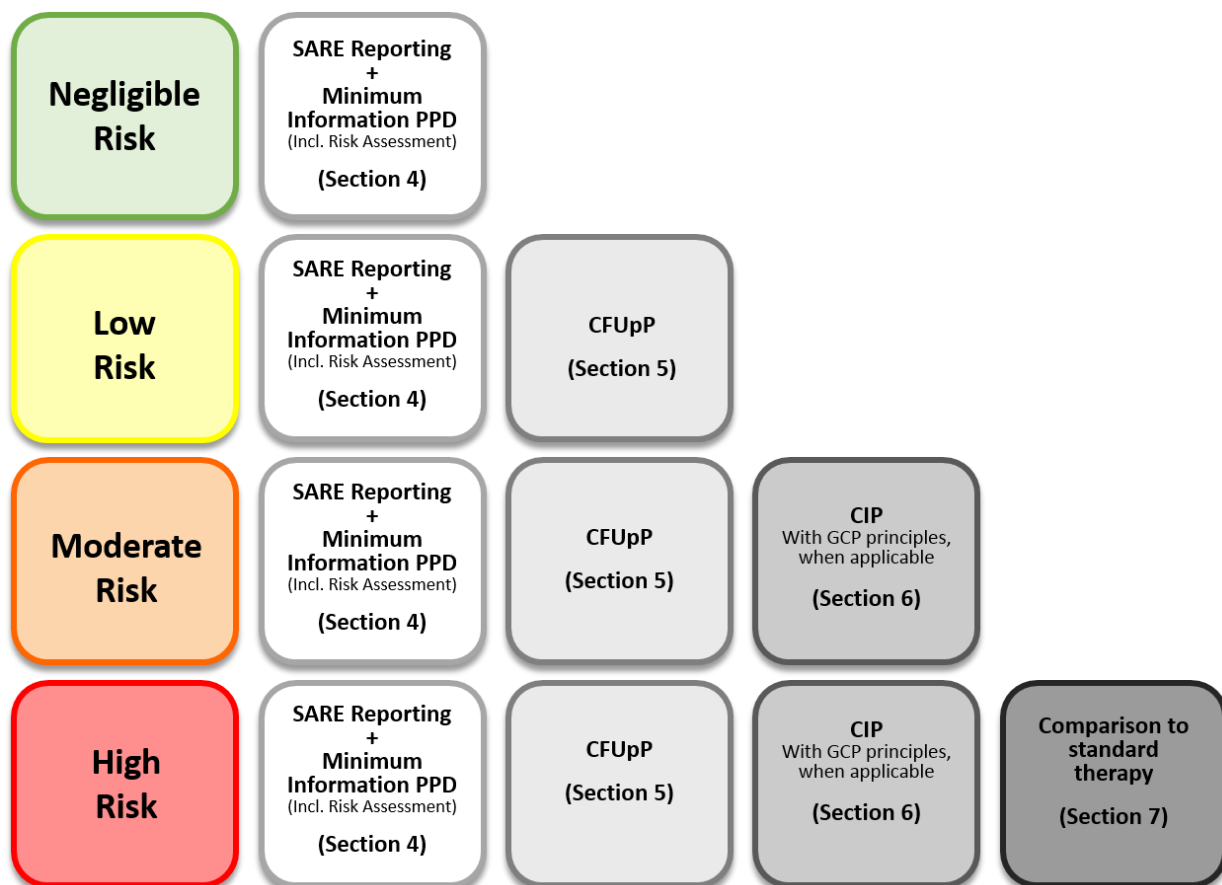 Negligible
Risk
SARE Reporting
+
Minimum
Information PPD
(Incl. Risk Assessment)
(Section 4)
Low
Risk
SARE Reporting
+
Minimum
Information PPD
(Incl. Risk Assessment)
(Section 4)
CFUpP
(Section 5)
Moderate
Risk
SARE Reporting
+
Minimum
Information PPD
(Incl. Risk Assessment)
(Section 4)
CFUpP
(Section 5)
CIP
With GCP principles,
when applicable
(Section 6)
High
Risk
SARE Reporting
+
Minimum
Information PPD
(Incl. Risk Assessment)
(Section 4)
CFUpP
(Section 5)
CIP
With GCP principles,
when applicable
(Section 6)
Comparison to
standard
therapy
(Section 7)